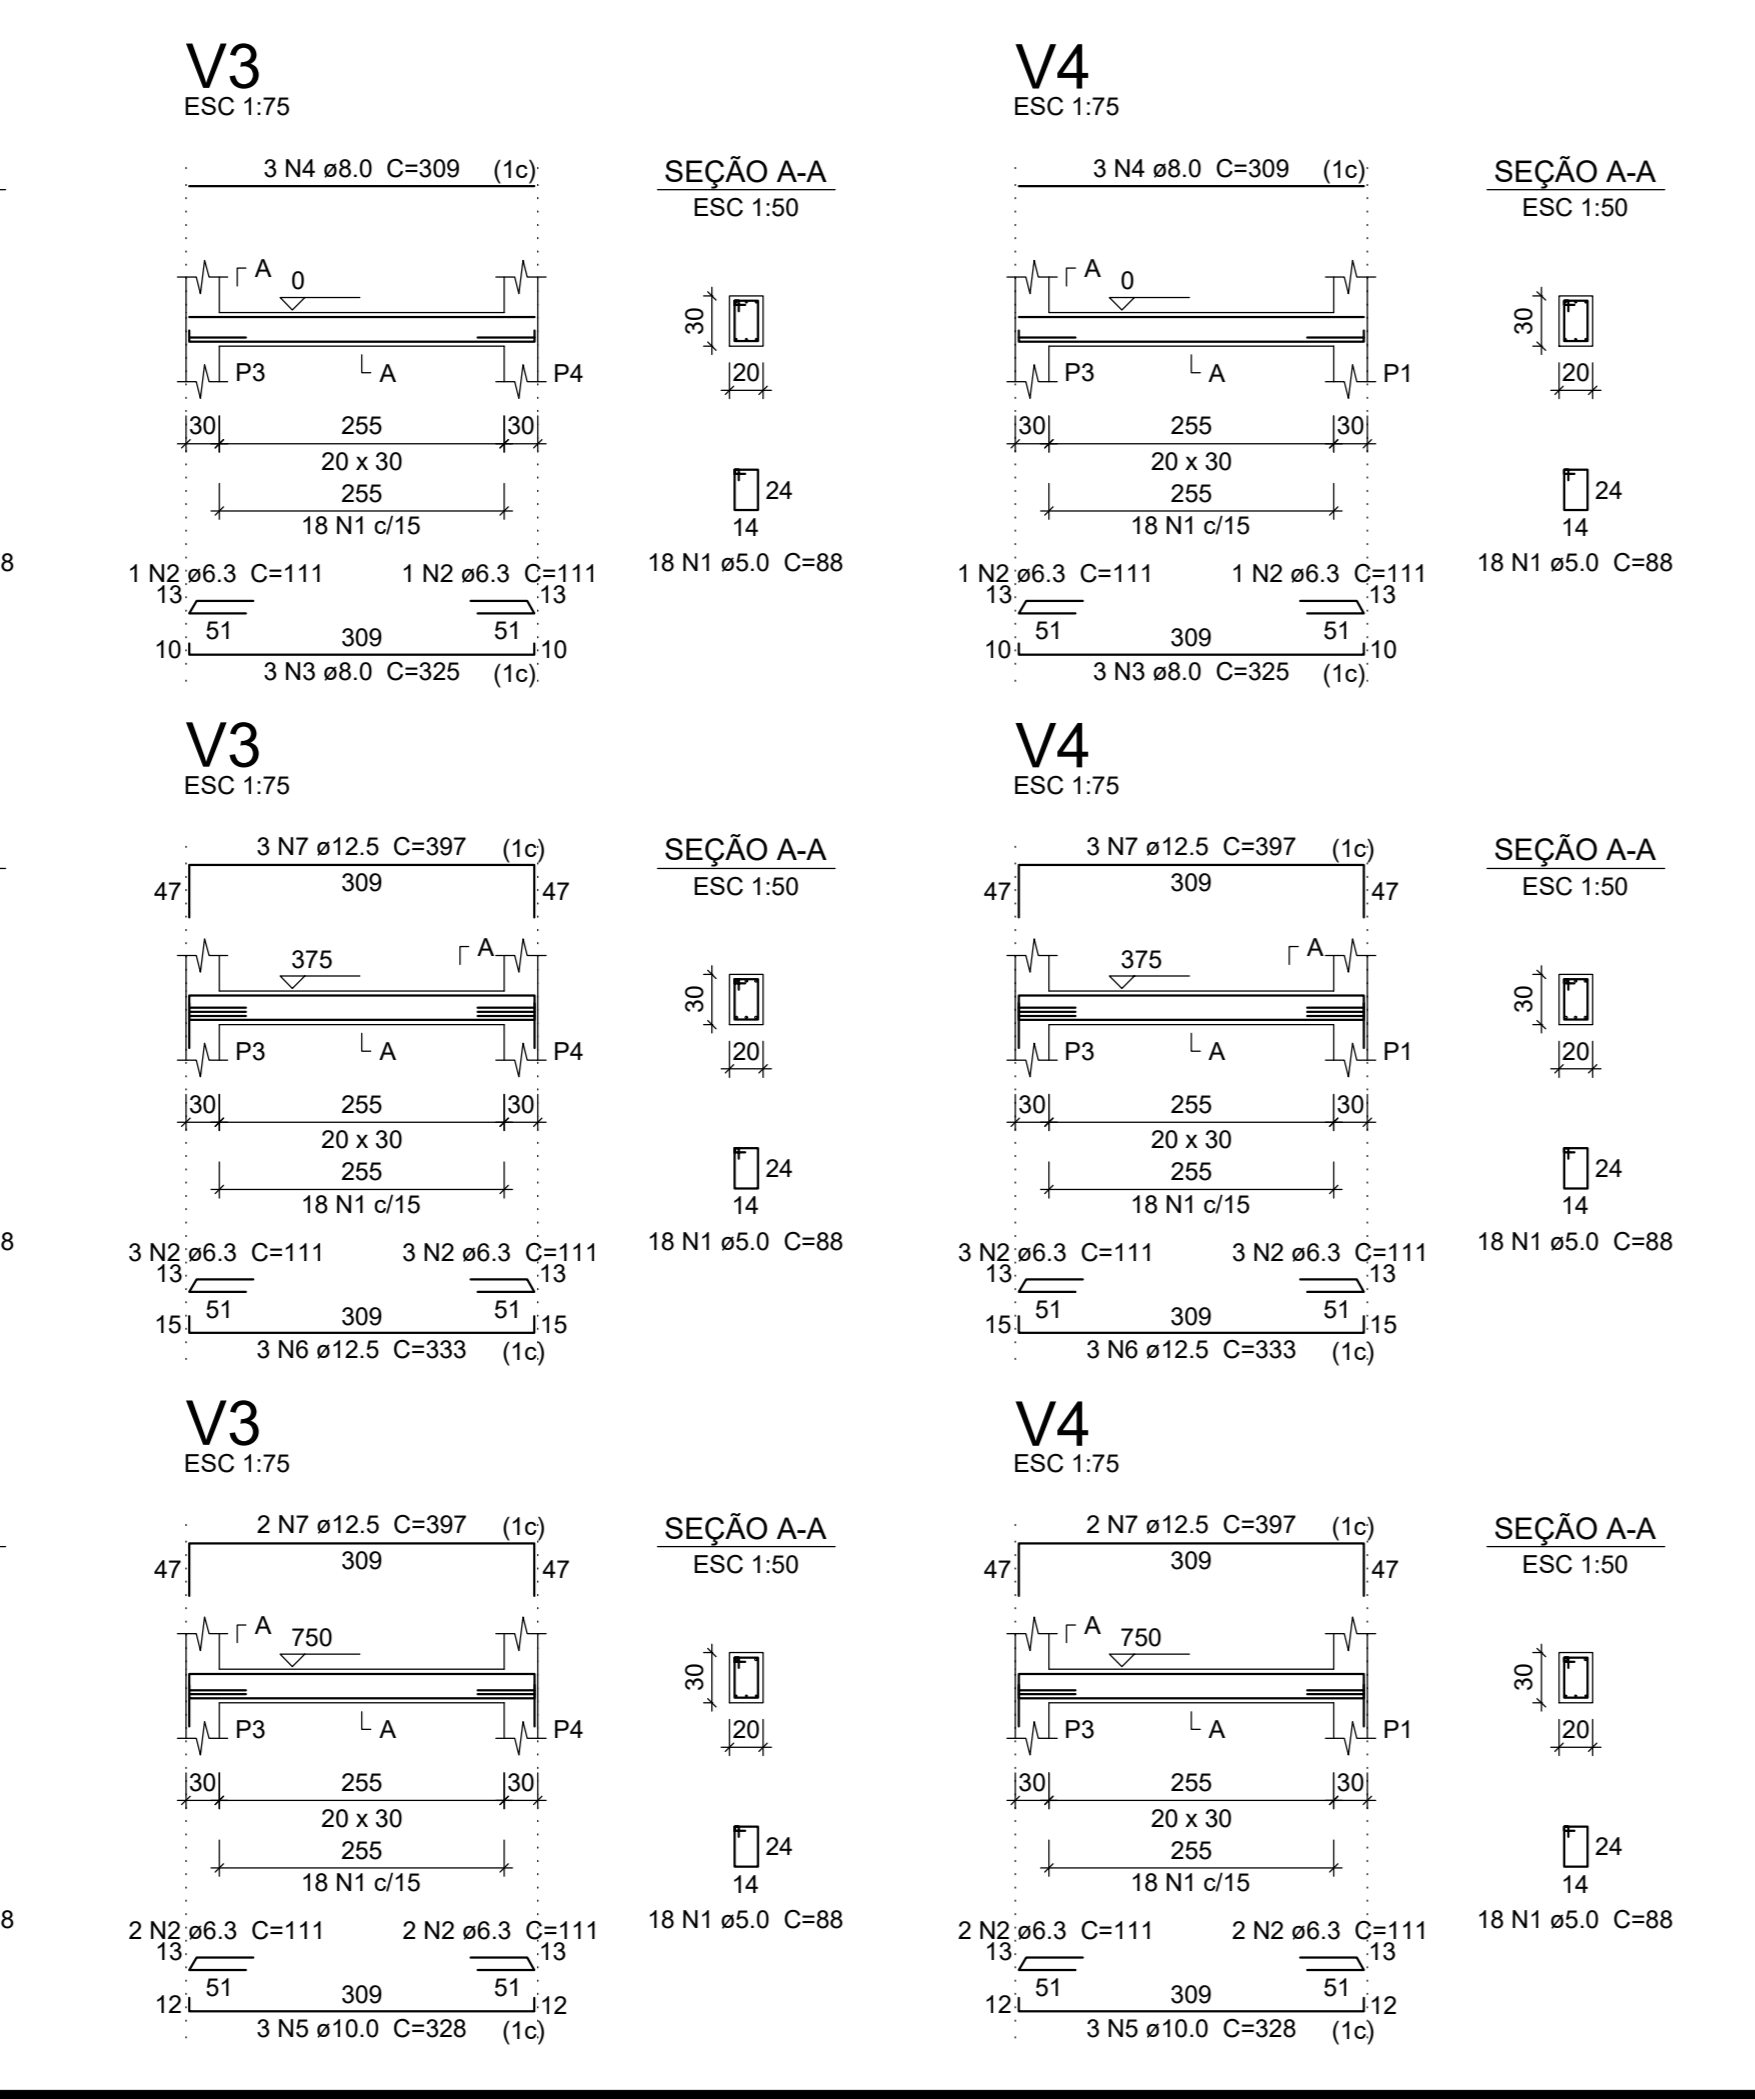 V3
ESC 1:75
3 N4 ø8.0 C=309 (1c)
SEÇÃO A-A
ESC 1:50
A
0
30
P3
A
P4
20
30
255
30
20 x 30
255
24
18 N1 c/15
14
18 N1 ø5.0 C=88
1 N2 ø6.3 C=111
1 N2 ø6.3 C=111
13
13
51
51
10
309
10
3 N3 ø8.0 C=325 (1c)
V4
ESC 1:75
3 N4 ø8.0 C=309 (1c)
SEÇÃO A-A
ESC 1:50
A
0
30
P3
A
P1
20
30
255
30
20 x 30
255
24
18 N1 c/15
14
18 N1 ø5.0 C=88
1 N2 ø6.3 C=111
1 N2 ø6.3 C=111
13
13
51
51
10
309
10
3 N3 ø8.0 C=325 (1c)
8
V3
ESC 1:75
3 N7 ø12.5 C=397 (1c)
SEÇÃO A-A
ESC 1:50
47
309
47
A
375
30
P3
A
P4
20
30
255
30
20 x 30
255
24
18 N1 c/15
14
18 N1 ø5.0 C=88
3 N2 ø6.3 C=111
3 N2 ø6.3 C=111
13
13
51
51
15
309
15
3 N6 ø12.5 C=333 (1c)
V4
ESC 1:75
3 N7 ø12.5 C=397 (1c)
SEÇÃO A-A
ESC 1:50
47
309
47
A
375
30
P3
A
P1
20
30
255
30
20 x 30
255
24
18 N1 c/15
14
18 N1 ø5.0 C=88
3 N2 ø6.3 C=111
3 N2 ø6.3 C=111
13
13
51
51
15
309
15
3 N6 ø12.5 C=333 (1c)
8
V3
ESC 1:75
2 N7 ø12.5 C=397 (1c)
SEÇÃO A-A
ESC 1:50
47
309
47
A
750
30
P3
A
P4
20
30
255
30
20 x 30
255
24
18 N1 c/15
14
18 N1 ø5.0 C=88
2 N2 ø6.3 C=111
2 N2 ø6.3 C=111
13
13
51
51
12
309
12
3 N5 ø10.0 C=328 (1c)
V4
ESC 1:75
2 N7 ø12.5 C=397 (1c)
SEÇÃO A-A
ESC 1:50
47
309
47
A
750
30
P3
A
P1
20
30
255
30
20 x 30
255
24
18 N1 c/15
14
18 N1 ø5.0 C=88
2 N2 ø6.3 C=111
2 N2 ø6.3 C=111
13
13
51
51
12
309
12
3 N5 ø10.0 C=328 (1c)
8